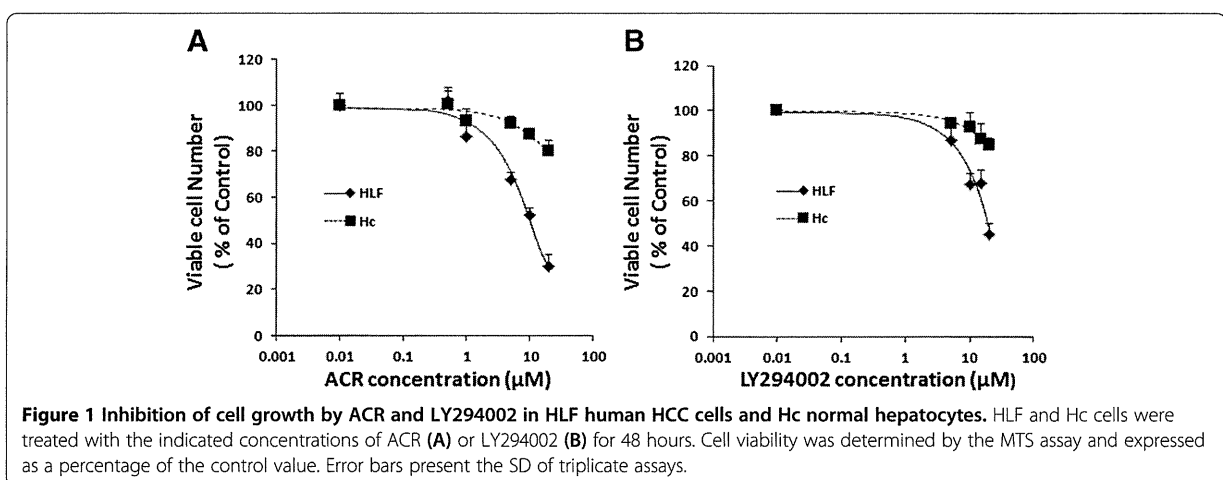 A
B
120
100
80
60
40
20
0
Viable cell Number
( % of Control)
HLF
Hc
0.001 0.01 0.1 1 10 100
ACR concentration (µM)
120
100
80
60
40
20
0
Viable cell Number
( % of Control)
HLF
Hc
0.001 0.01 0.1 1 10 100
LY294002 concentration (µM)
Figure 1 Inhibition of cell growth by ACR and LY294002 in HLF human HCC cells and Hc normal hepatocytes. HLF and Hc cells were
treated with the indicated concentrations of ACR (A) or LY294002 (B) for 48 hours. Cell viability was determined by the MTS assay and expressed
as a percentage of the control value. Error bars present the SD of triplicate assays.